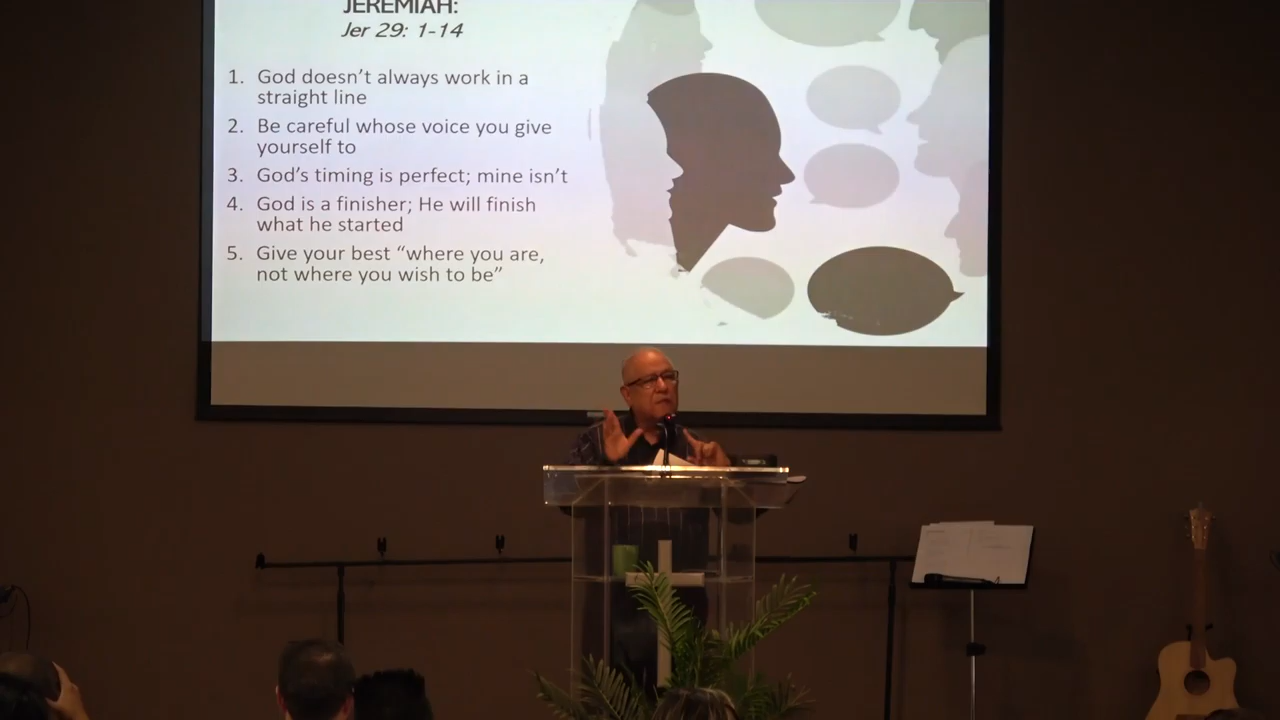 JEREMIAH:
Jer 29: 1-14
1. God doesn't always work in a
straight line
2. Be careful whose voice you give
yourself to
3. God's timing is perfect; mine isn't
4. God is a finisher; He will finish
what he started
5. Give your best “where you are,
not where you wish to be”